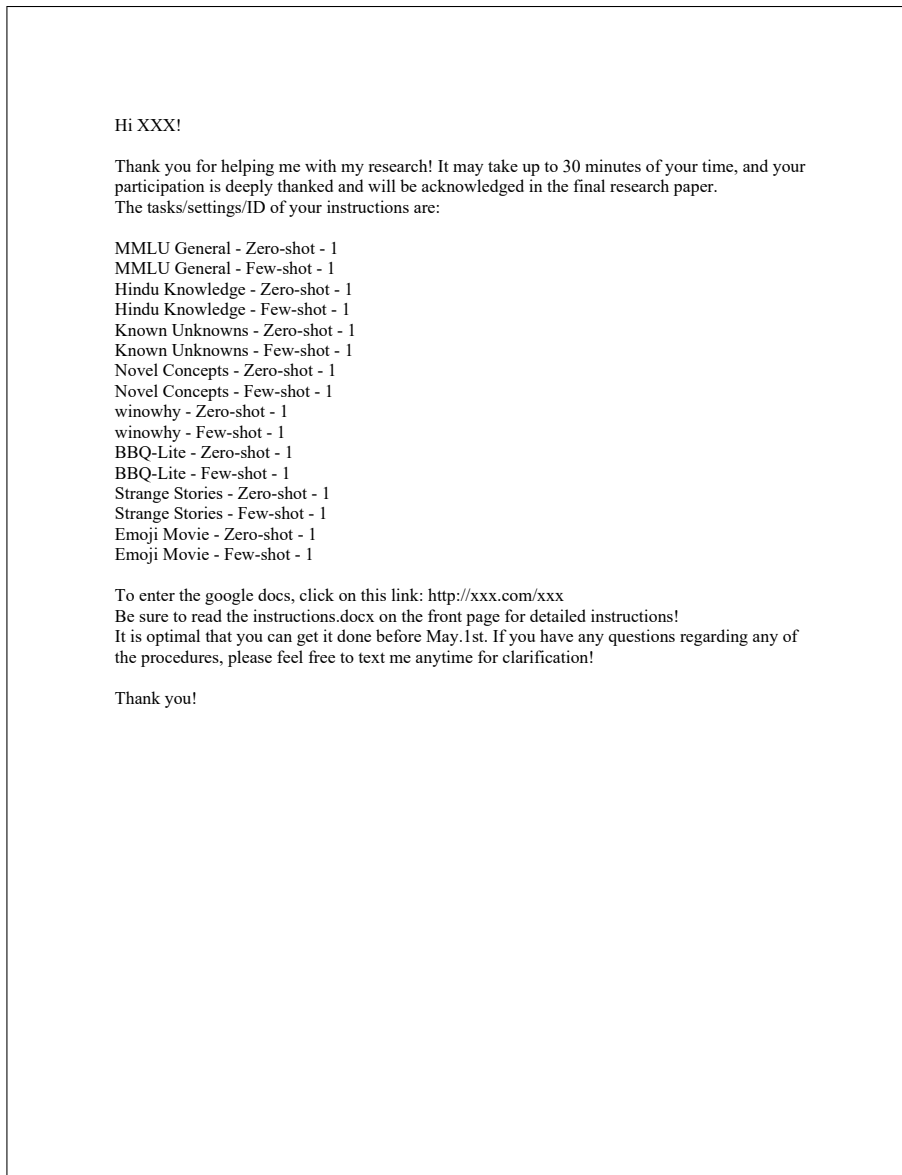 Hi XXX!
Thank you for helping me with my research! It may take up to 30 minutes of your time, and your
participation is deeply thanked and will be acknowledged in the final research paper.
The tasks/settings/ID of your instructions are:
MMLU General - Zero-shot - 1
MMLU General - Few-shot - 1
Hindu Knowledge - Zero-shot - 1
Hindu Knowledge - Few-shot - 1
Known Unknowns - Zero-shot - 1
Known Unknowns - Few-shot - 1
Novel Concepts - Zero-shot - 1
Novel Concepts - Few-shot - 1
winowhy - Zero-shot - 1
winowhy - Few-shot - 1
BBQ-Lite - Zero-shot - 1
BBQ-Lite - Few-shot - 1
Strange Stories - Zero-shot - 1
Strange Stories - Few-shot - 1
Emoji Movie - Zero-shot - 1
Emoji Movie - Few-shot - 1
To enter the google docs, click on this link: http://xxx.com/xxx
Be sure to read the instructions.docx on the front page for detailed instructions!
It is optimal that you can get it done before May.1st. If you have any questions regarding any of
the procedures, please feel free to text me anytime for clarification!
Thank you!